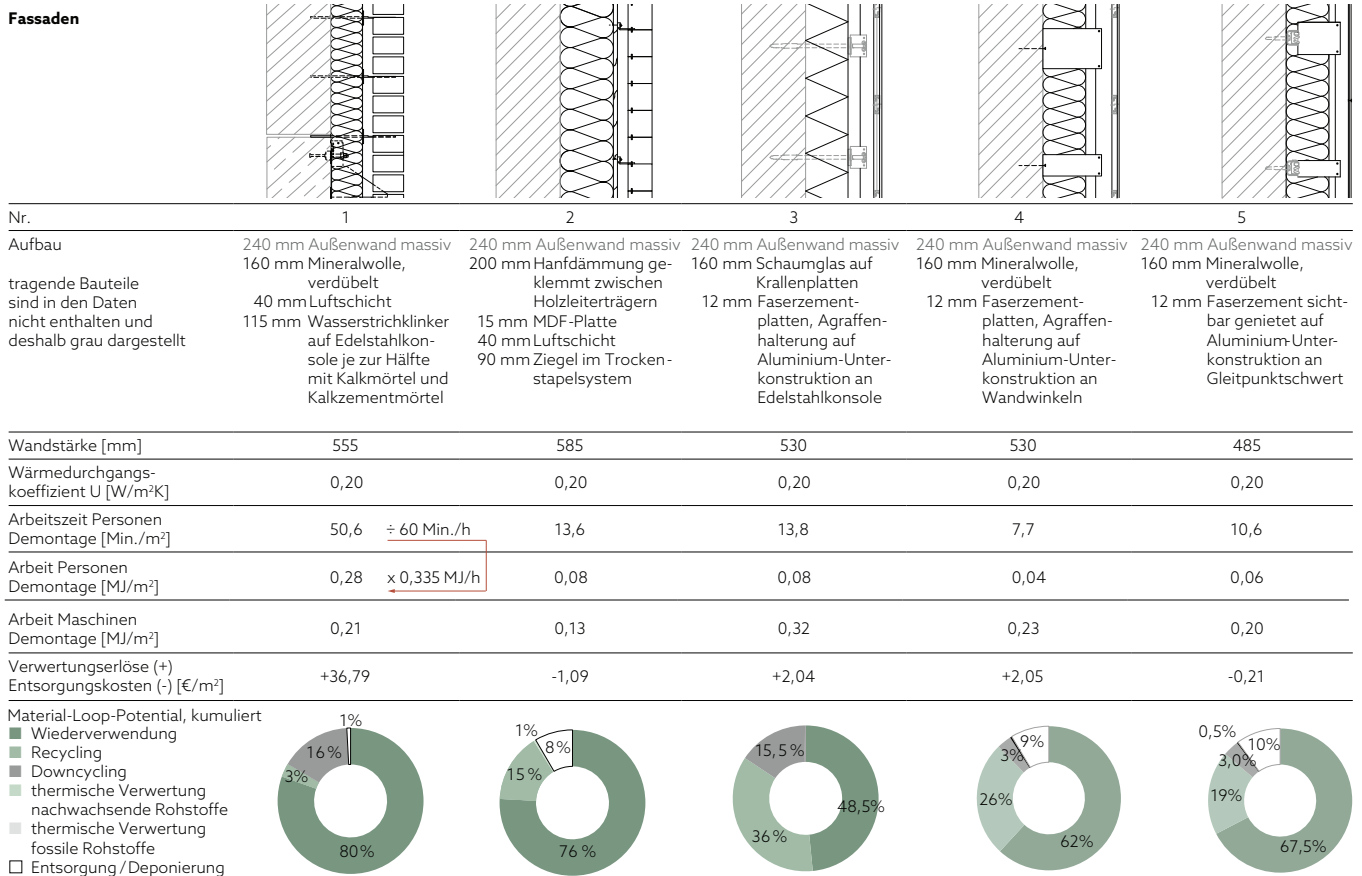 Fassaden
Nr. 1 2 3 4 5
Aufbau
tragende Bauteile
sind in den Daten
nicht enthalten und
deshalb grau dargestellt
240 mm Außenwand massiv
160 mm Mineralwolle,
verdübelt
40 mm Luftschicht
115 mm Wasserstrichklinker
auf Edelstahlkon-
sole je zur Hälfte
mit Kalkmörtel und
Kalkzementmörtel
240 mm Außenwand massiv
200 mm Hanfdämmung ge-
klemmt zwischen
Holzleiterträgern
15 mm MDF-Platte
40 mm Luftschicht
90 mm Ziegel im Trocken-
stapelsystem
240 mm Außenwand massiv
160 mm Schaumglas auf
Krallenplatten
12 mm Faserzement-
platten, Agraffen-
halterung auf
Aluminium-Unter-
konstruktion an
Edelstahlkonsole
240 mm Außenwand massiv
160 mm Mineralwolle,
verdübelt
12 mm Faserzement-
platten, Agraffen-
halterung auf
Aluminium-Unter-
konstruktion an
Wandwinkeln
240 mm Außenwand massiv
160 mm Mineralwolle,
verdübelt
12 mm Faserzement sicht-
bar genietet auf
Aluminium-Unter-
konstruktion an
Gleitpunktschwert
Wandstärke [mm] 555 585 530 530 485
Wärmedurchgangs-
koeffizient U [W/m²K] 0,20 0,20 0,20 0,20 0,20
Arbeitszeit Personen
Demontage [Min./m²] 50,6 ÷ 60 Min./h 13,6 13,8 7,7 10,6
Arbeit Personen
Demontage [MJ/m²] 0,28 x 0,335 MJ/h 0,08 0,08 0,04 0,06
Arbeit Maschinen
Demontage [MJ/m²] 0,21 0,13 0,32 0,23 0,20
Verwertungserlöse (+)
Entsorgungskosten (-) [€/m²] +36,79 -1,09 +2,04 +2,05 -0,21
Material-Loop-Potential, kumuliert
Wiederverwendung
Recycling
Downcycling
thermische Verwertung
nachwachsende Rohstoffe
thermische Verwertung
fossile Rohstoffe
Entsorgung/Deponierung
1%
16%
3%
80%
1%
8%
15%
76 %
15,5%
48,5%
36%
9%
3%
26%
62%
0,5%
10%
3,0%
19%
67,5%